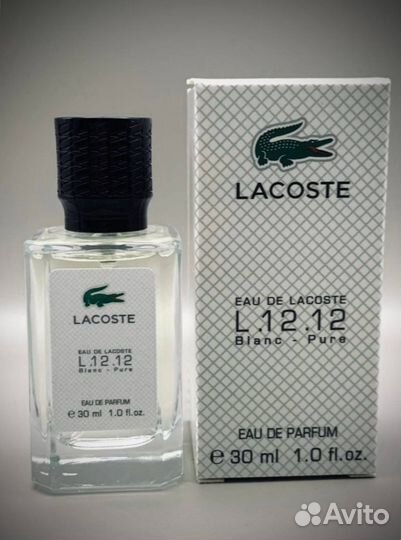 LACOSTE
EAU DE LACOSTE
L.12.12
Blanc - Pure
EAU DE PARFUM
℮ 30 ml 1.0 fl.oz.
LACOSTE
EAU DE LACOSTE
L.12.12
Blanc - Pure
EAU DE PARFUM
℮ 30 ml 1.0 fl.oz.
Avito